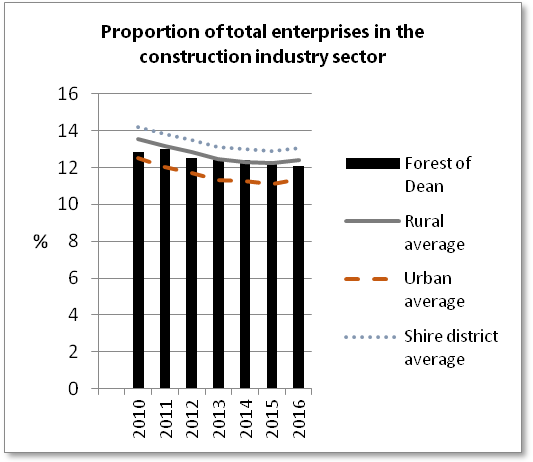 Proportion of total enterprises in the
construction industry sector
16
14
12
10
8
6
4
2
0
%
2010
2011
2012
2013
2014
2015
2016
Forest of
Dean
Rural
average
Urban
average
Shire district
average